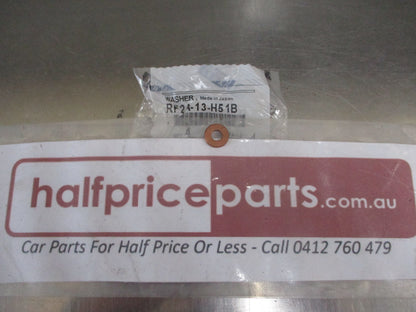 WASHER, Made in Japan
RF24-13-H51B
halfpriceparts.com.au
Car Parts For Half Price Or Less - Call 0412 760 479